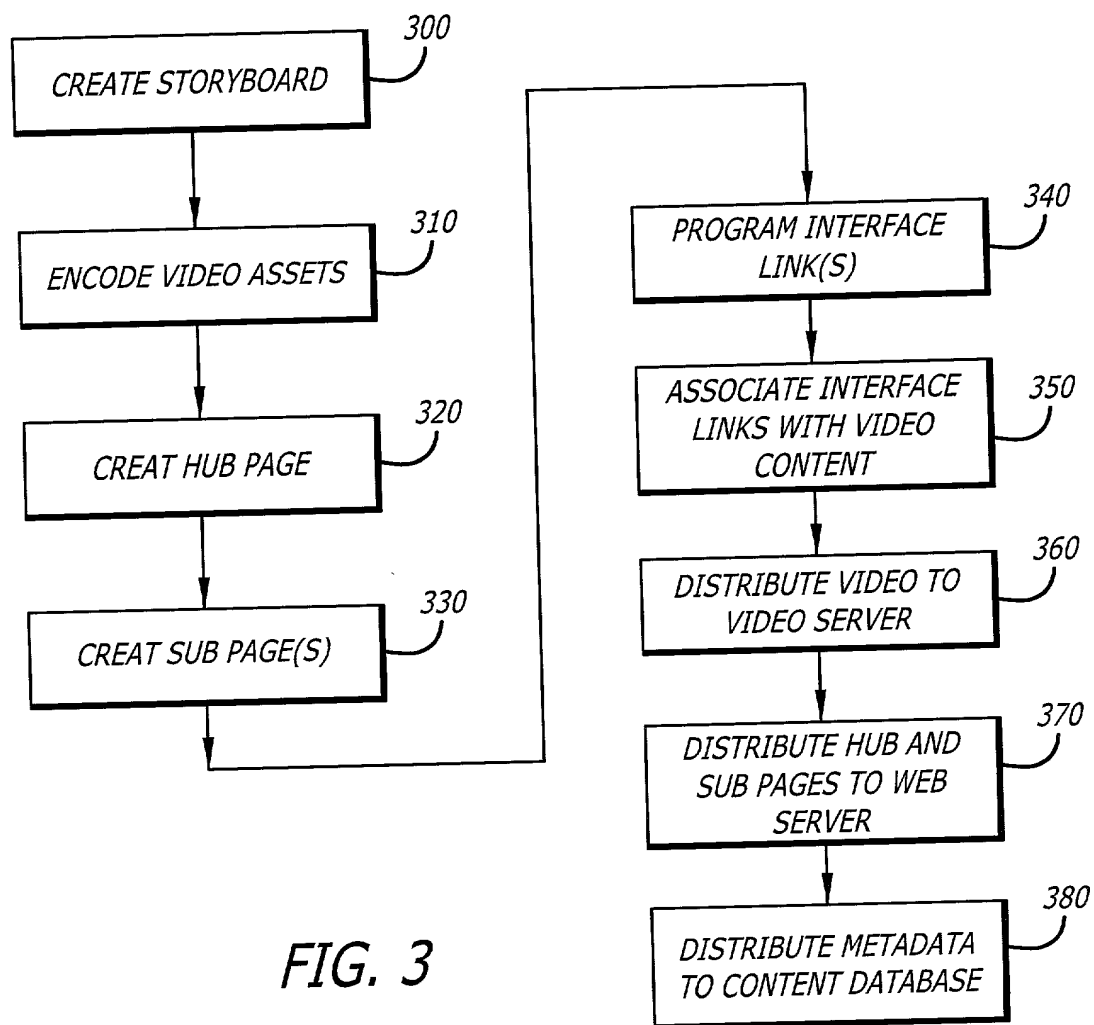 300
CREATE STORYBOARD
310
ENCODE VIDEO ASSETS
320
CREAT HUB PAGE
330
CREAT SUB PAGE(S)
340
PROGRAM INTERFACE
LINK(S)
350
ASSOCIATE INTERFACE
LINKS WITH VIDEO
CONTENT
360
DISTRIBUTE VIDEO TO
VIDEO SERVER
370
DISTRIBUTE HUB AND
SUB PAGES TO WEB
SERVER
380
DISTRIBUTE METADATA
TO CONTENT DATABASE
FIG. 3